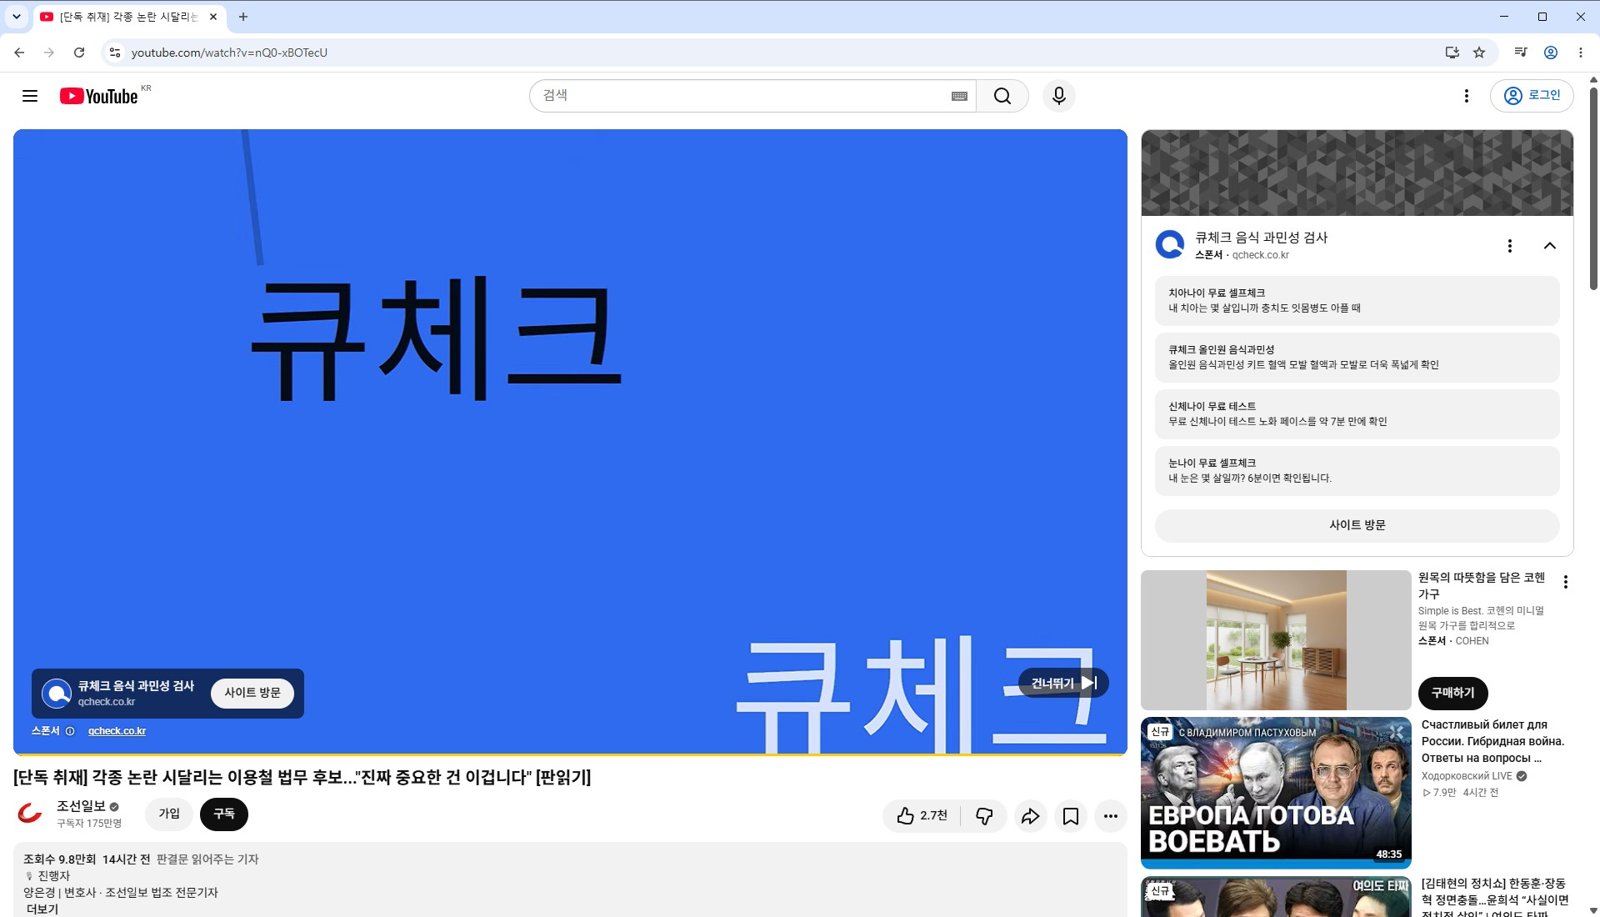 [단독 취재] 각종 논란 시달리는
youtube.com/watch?v=nQ0-xBOTecU
YouTube KR
검색
로그인
큐체크
큐체크
큐체크 음식 과민성 검사
qcheck.co.kr
사이트 방문
건너뛰기
스폰서
qcheck.co.kr
[단독 취재] 각종 논란 시달리는 이용철 법무 후보..."진짜 중요한 건 이겁니다" [판읽기]
조선일보
구독자 175만명
가입
구독
2.7천
조회수 9.8만회 14시간 전 판결문 읽어주는 기자
진행자
양은경 | 변호사 · 조선일보 법조 전문기자
더보기
큐체크 음식 과민성 검사
스폰서 · qcheck.co.kr
치아나이 무료 셀프체크
내 치아는 몇 살입니까 충치도 잇몸병도 아플 때
큐체크 올인원 음식과민성
올인원 음식과민성 키트 혈액 모발 혈액과 모발로 더욱 폭넓게 확인
신체나이 무료 테스트
무료 신체나이 테스트 노화 페이스를 약 7분 만에 확인
눈나이 무료 셀프체크
내 눈은 몇 살일까? 6분이면 확인됩니다.
사이트 방문
원목의 따뜻함을 담은 코헨
가구
Simple is Best. 코헨의 미니멀
원목 가구를 합리적으로
스폰서 · COHEN
구매하기
신규
С ВЛАДИМИРОМ ПАСТУХОВЫМ
ЕВРОПА ГОТОВА
ВОЕВАТЬ
48:35
Счастливый билет для
России. Гибридная война.
Ответы на вопросы ...
Ходорковский LIVE
7.9만 4시간 전
신규
여의도 타짜
[김태현의 정치쇼] 한동훈·장동
혁 정면충돌...윤희석 "사실이면
정치적 살인" | 여의도 타짜